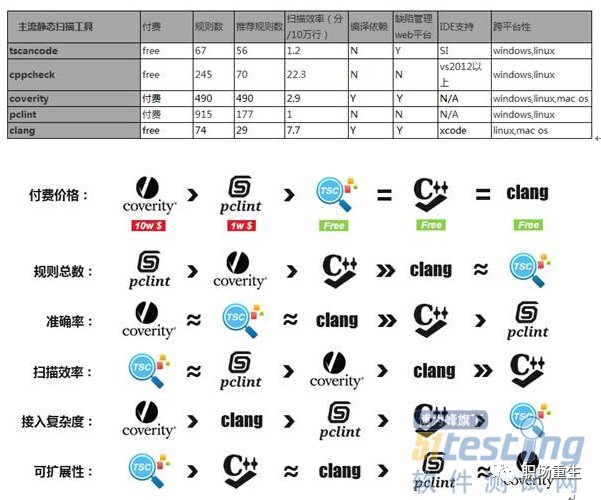 主流静态扫描工具 付费 规则数 推荐规则数 扫描效率（分/10万行） 编译依赖 缺陷管理web平台 IDE支持 跨平台性
tscancode free 67 56 1.2 N Y SI windows,linux
cppcheck free 245 70 22.3 N N vs2012以上 windows,linux
coverity 付费 490 490 2.9 Y Y N/A windows,linux,mac os
pclint 付费 915 177 1 N N N/A windows,linux
clang free 74 29 7.7 Y Y xcode linux,mac os
付费价格： coverity > pclint > TSC = C++ = clang
10w $ 1w $ Free Free Free
规则总数： pclint > coverity > C++ >> clang ≈ TSC
准确率： coverity ≈ TSC ≈ clang >> C++ > pclint
扫描效率： TSC ≈ pclint > coverity > clang >> C++
接入复杂度： coverity > clang > pclint > C++ > TSC
可扩展性： TSC > C++ ≈ clang > pclint ≈ coverity
51testing
软件测试网
职场重生